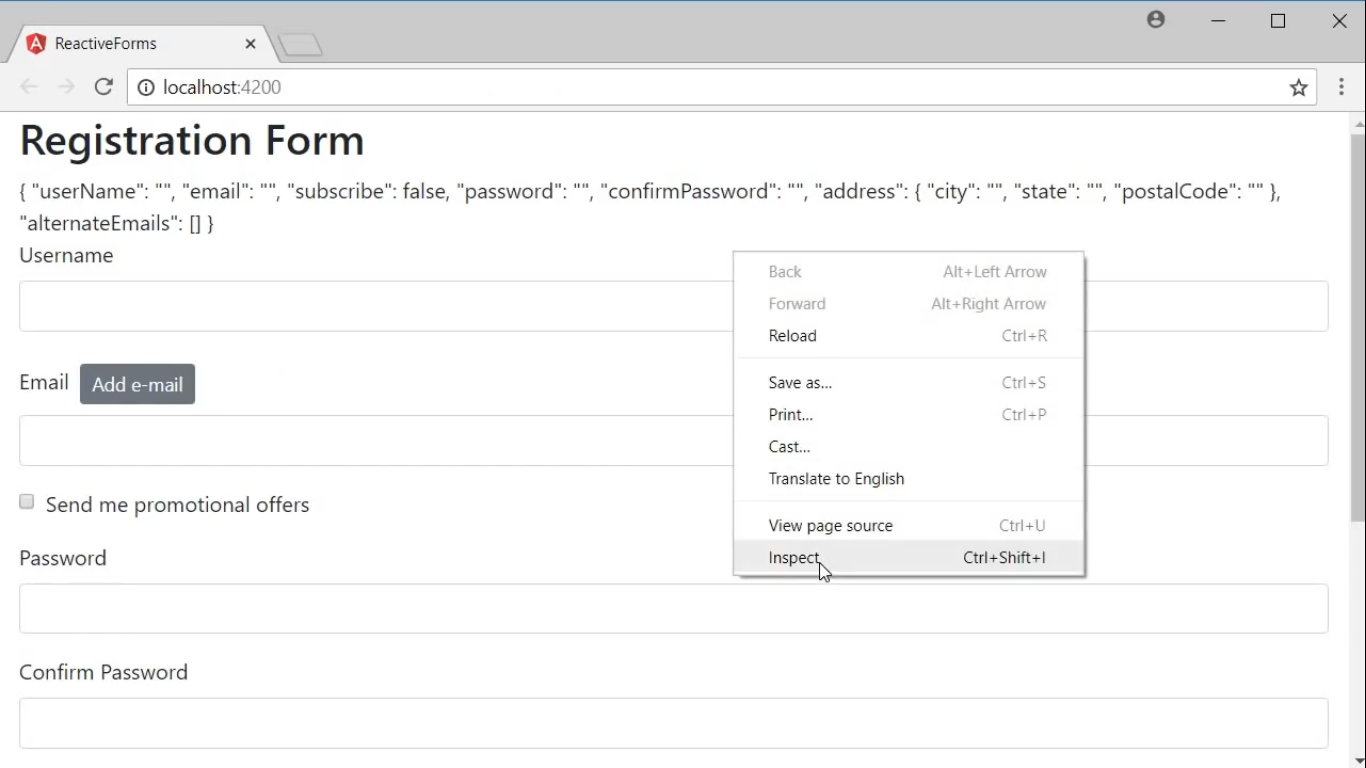 ReactiveForms
localhost:4200
Registration Form
{ "userName": "", "email": "", "subscribe": false, "password": "", "confirmPassword": "", "address": { "city": "", "state": "", "postalCode": "" },
"alternateEmails": [] }
Username
Back Alt+Left Arrow
Forward Alt+Right Arrow
Reload Ctrl+R
Save as... Ctrl+S
Print... Ctrl+P
Cast...
Translate to English
View page source Ctrl+U
Inspect Ctrl+Shift+I
Email Add e-mail
Send me promotional offers
Password
Confirm Password